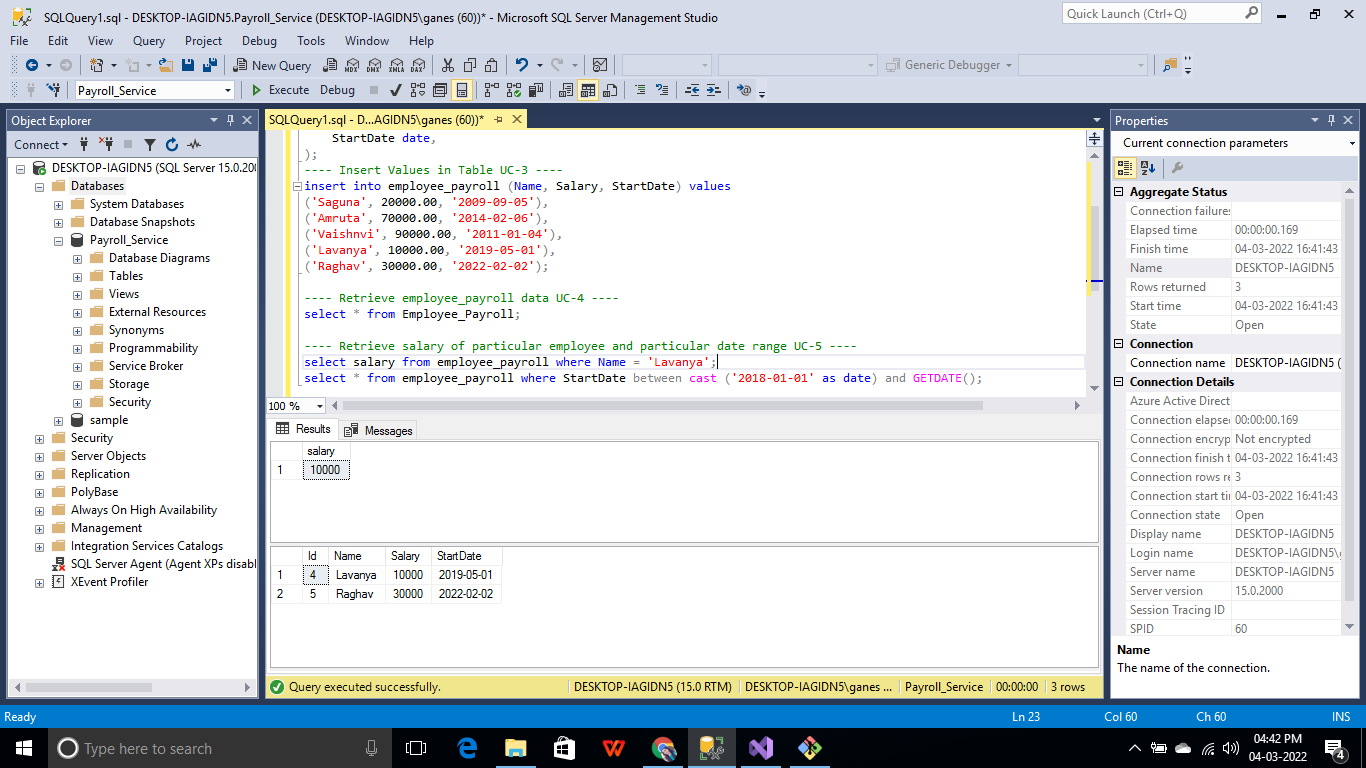 SQLQuery1.sql - DESKTOP-IAGIDN5.Payroll_Service (DESKTOP-IAGIDN5\ganes (60))* - Microsoft SQL Server Management Studio
Quick Launch (Ctrl+Q)
File Edit View Query Project Debug Tools Window Help
New Query
MDX DMX XMLA DAX
Generic Debugger
Payroll_Service
Execute Debug
Object Explorer
Connect
DESKTOP-IAGIDN5 (SQL Server 15.0.200
Databases
System Databases
Database Snapshots
Payroll_Service
Database Diagrams
Tables
Views
External Resources
Synonyms
Programmability
Service Broker
Storage
Security
sample
Security
Server Objects
Replication
PolyBase
Always On High Availability
Management
Integration Services Catalogs
SQL Server Agent (Agent XPs disabl
XEvent Profiler
SQLQuery1.sql - D...AGIDN5\ganes (60))*
StartDate date,
);
---- Insert Values in Table UC-3 ----
insert into employee_payroll (Name, Salary, StartDate) values
('Saguna', 20000.00, '2009-09-05'),
('Amruta', 70000.00, '2014-02-06'),
('Vaishnvi', 90000.00, '2011-01-04'),
('Lavanya', 10000.00, '2019-05-01'),
('Raghav', 30000.00, '2022-02-02');
---- Retrieve employee_payroll data UC-4 ----
select * from Employee_Payroll;
---- Retrieve salary of particular employee and particular date range UC-5 ----
select salary from employee_payroll where Name = 'Lavanya';
select * from employee_payroll where StartDate between cast ('2018-01-01' as date) and GETDATE();
100 %
Results Messages
salary
1 10000
Id Name Salary StartDate
1 4 Lavanya 10000 2019-05-01
2 5 Raghav 30000 2022-02-02
Query executed successfully. DESKTOP-IAGIDN5 (15.0 RTM) DESKTOP-IAGIDN5\ganes ... Payroll_Service 00:00:00 3 rows
Properties
Current connection parameters
Aggregate Status
Connection failures
Elapsed time 00:00:00.169
Finish time 04-03-2022 16:41:43
Name DESKTOP-IAGIDN5
Rows returned 3
Start time 04-03-2022 16:41:43
State Open
Connection
Connection name DESKTOP-IAGIDN5 (
Connection Details
Azure Active Direct
Connection elapse 00:00:00.169
Connection encryp Not encrypted
Connection finish t 04-03-2022 16:41:43
Connection rows re 3
Connection start ti 04-03-2022 16:41:43
Connection state Open
Display name DESKTOP-IAGIDN5
Login name DESKTOP-IAGIDN5\
Server name DESKTOP-IAGIDN5
Server version 15.0.2000
Session Tracing ID
SPID 60
Name
The name of the connection.
Ready Ln 23 Col 60 Ch 60 INS
Type here to search
04:42 PM
04-03-2022
4